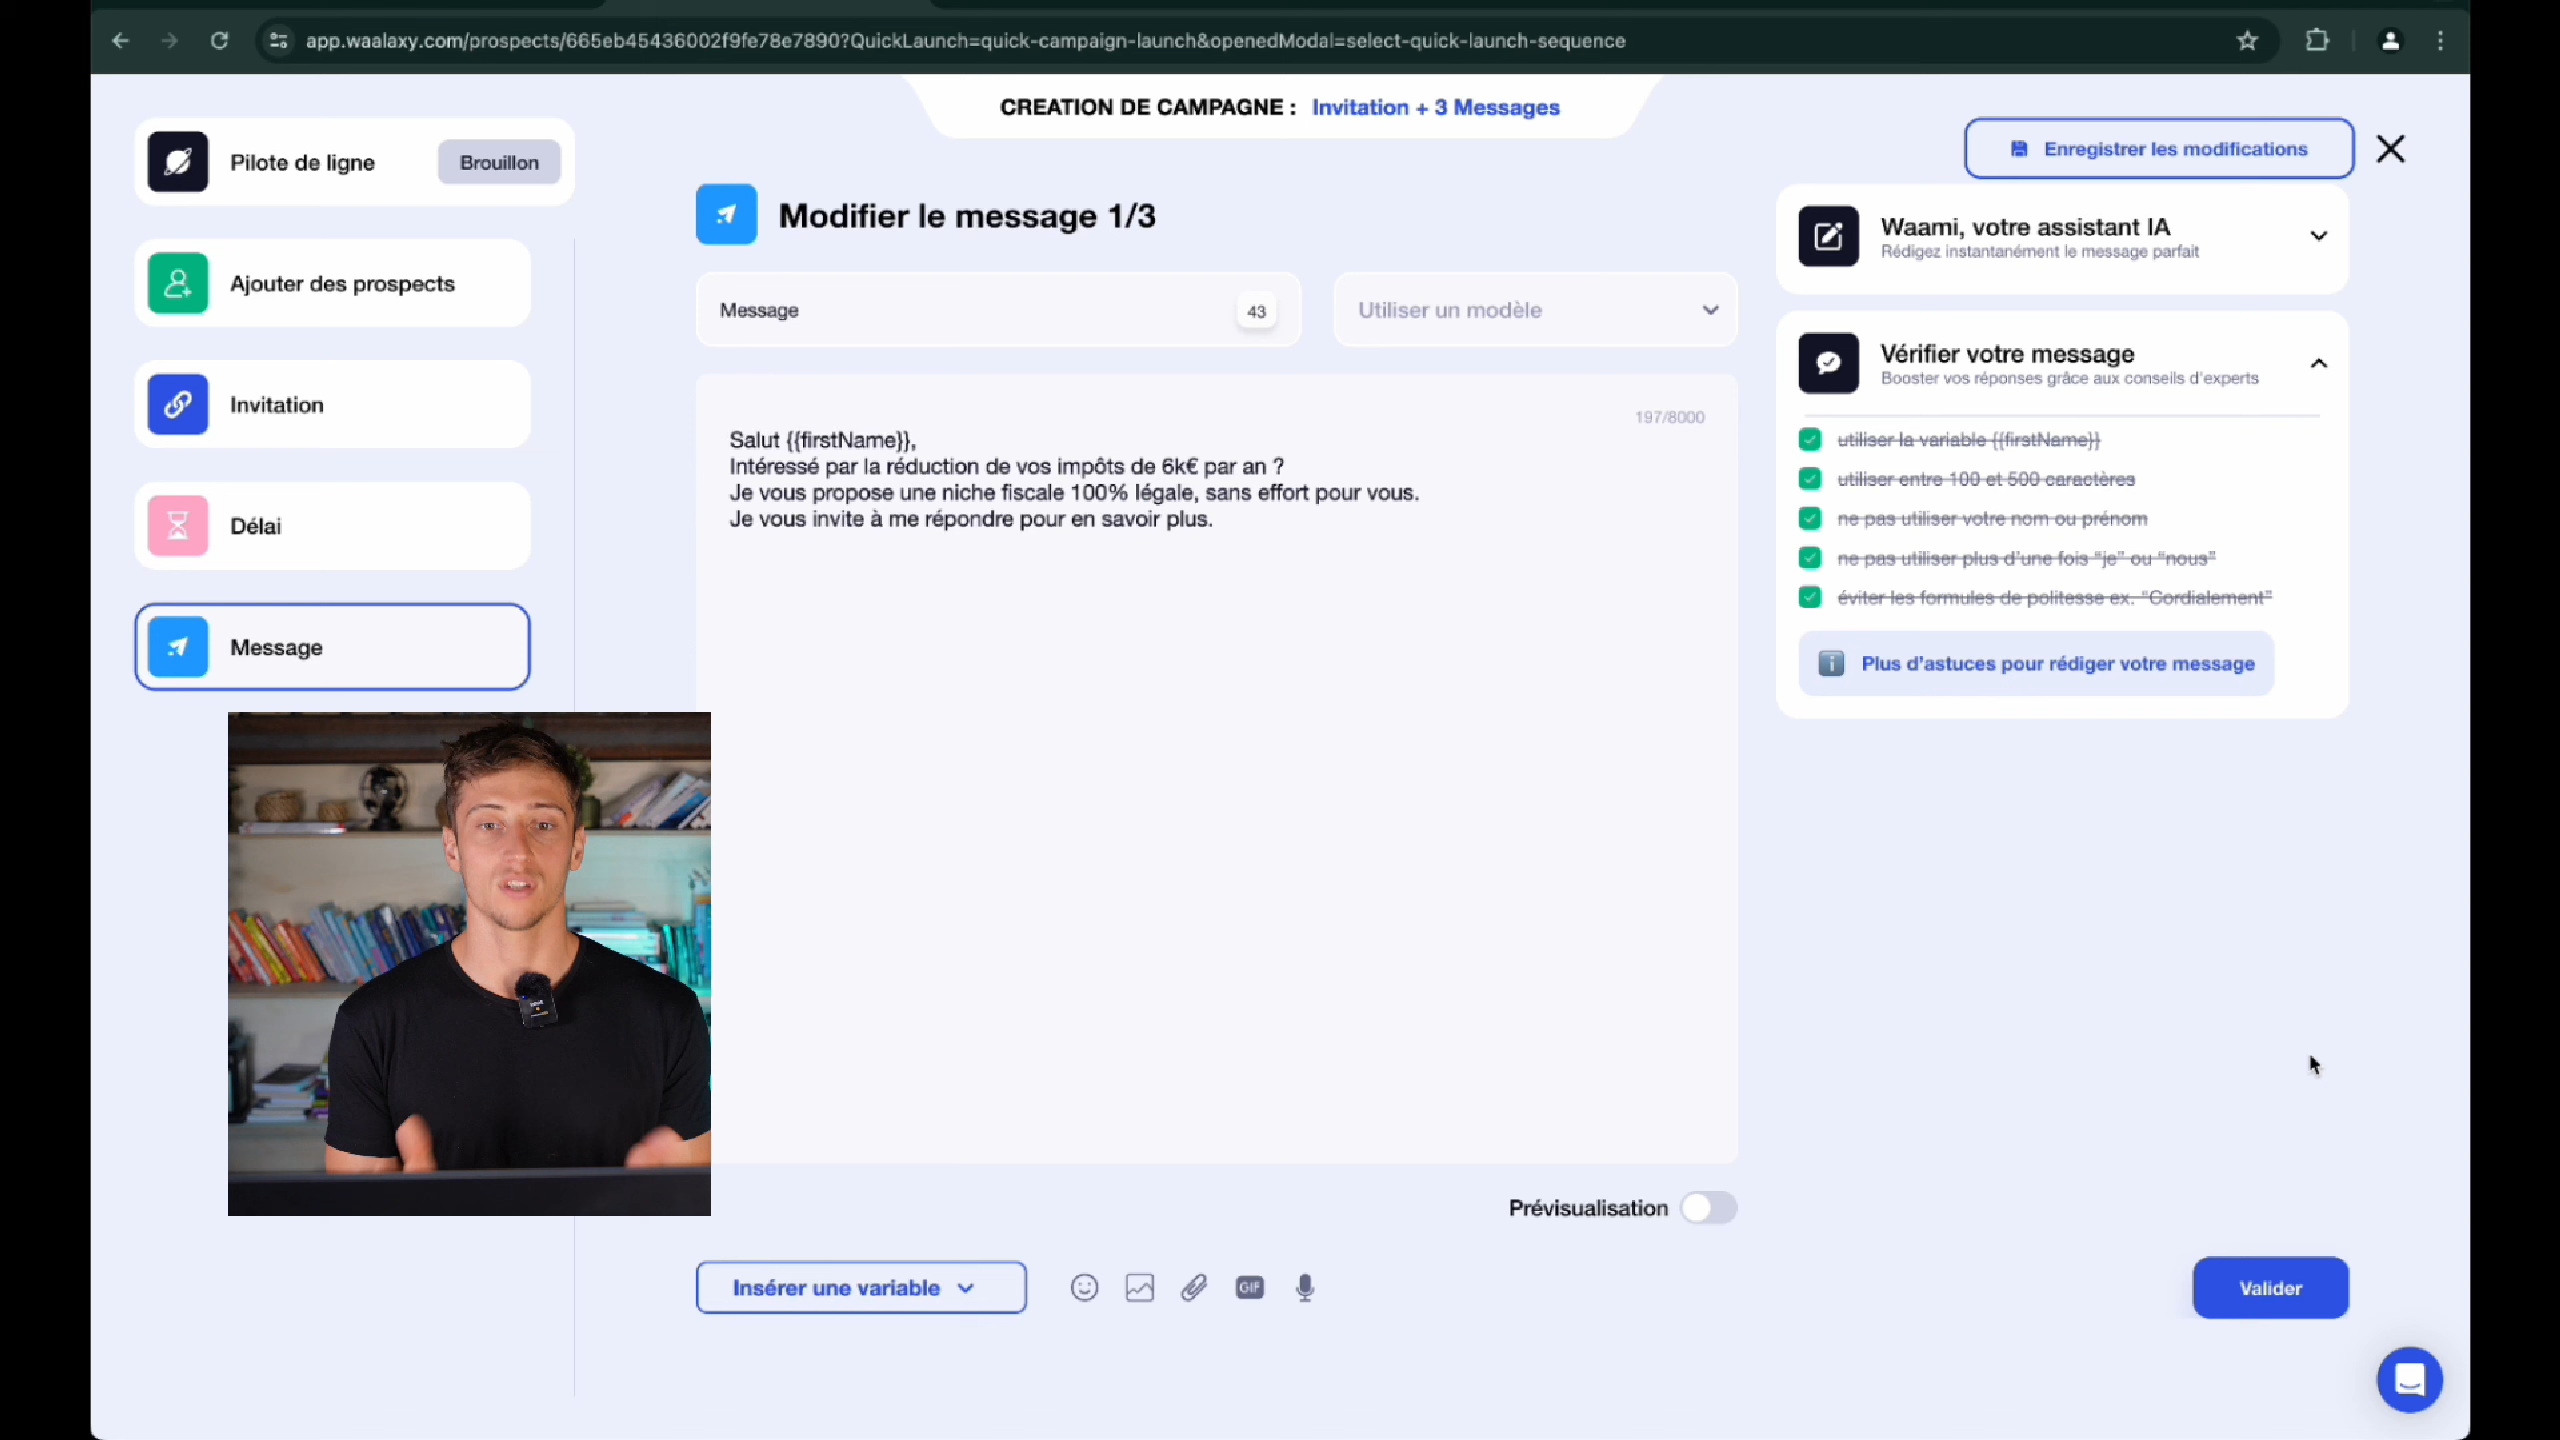 app.waalaxy.com/prospects/665eb45436002f9fe78e7890?QuickLaunch=quick-campaign-launch&openedModal=select-quick-launch-sequence
CREATION DE CAMPAGNE : Invitation + 3 Messages
Pilote de ligne
Brouillon
Enregistrer les modifications
Ajouter des prospects
Invitation
Délai
Message
Modifier le message 1/3
Message
43
Utiliser un modèle
197/8000
Salut {{firstName}},
Intéressé par la réduction de vos impôts de 6k€ par an ?
Je vous propose une niche fiscale 100% légale, sans effort pour vous.
Je vous invite à me répondre pour en savoir plus.
Waami, votre assistant IA
Rédigez instantanément le message parfait
Vérifier votre message
Booster vos réponses grâce aux conseils d'experts
utiliser la variable {{firstName}}
utiliser entre 100 et 500 caractères
ne pas utiliser votre nom ou prénom
ne pas utiliser plus d'une fois "je" ou "nous"
éviter les formules de politesse ex. "Cordialement"
Plus d'astuces pour rédiger votre message
Prévisualisation
Insérer une variable
GIF
Valider